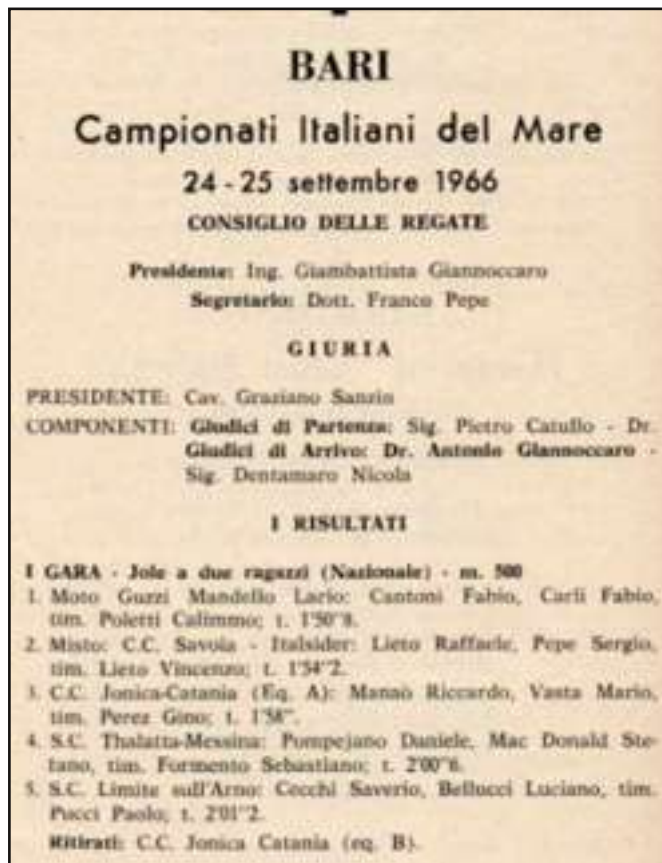 BARI
Campionati Italiani del Mare
24 - 25 settembre 1966
CONSIGLIO DELLE REGATE
Presidente: Ing. Giambattista Giannoccaro
Segretario: Dott. Franco Pepe
GIURIA
PRESIDENTE: Cav. Graziano Sanzin
COMPONENTI: Giudici di Partenza: Sig. Pietro Catullo - Dr.
Giudici di Arrivo: Dr. Antonio Giannoccaro -
Sig. Dentamaro Nicola
I RISULTATI
I GARA - Jole a due ragazzi (Nazionale) - m. 500
1. Moto Guzzi Mandello Lario: Cantoni Fabio, Carli Fabio,
tim. Poletti Calimmo; t. 1'50"8.
2. Misto: C.C. Savoia - Italsider: Lieto Raffaele, Pepe Sergio,
tim. Lieto Vincenzo; t. 1'54"2.
3. C.C. Jonica-Catania (Eq. A): Manaò Riccardo, Vasta Mario,
tim. Perez Gino; t. 1'58".
4. S.C. Thalatta-Messina: Pompejano Daniele, Mac Donald Ste-
fano, tim. Formento Sebastiano; t. 2'00"6.
5. S.C. Limite sull'Arno: Cecchi Saverio, Bellucci Luciano, tim.
Pucci Paolo; t. 2'01"2.
Ritirati: C.C. Jonica Catania (eq. B).